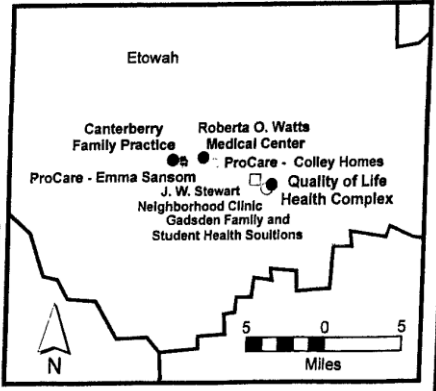 Etowah
Canterberry
Family Practice
Roberta O. Watts
Medical Center
ProCare - Colley Homes
ProCare - Emma Sansom
J. W. Stewart
Neighborhood Clinic
Gadsden Family and
Student Health Soultions
Quality of Life
Health Complex
N
5 0 5
Miles